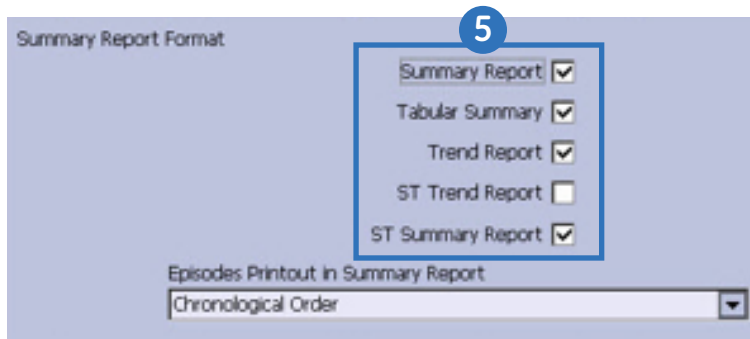 5
Summary Report Format
Summary Report
Tabular Summary
Trend Report
ST Trend Report
ST Summary Report
Episodes Printout in Summary Report
Chronological Order